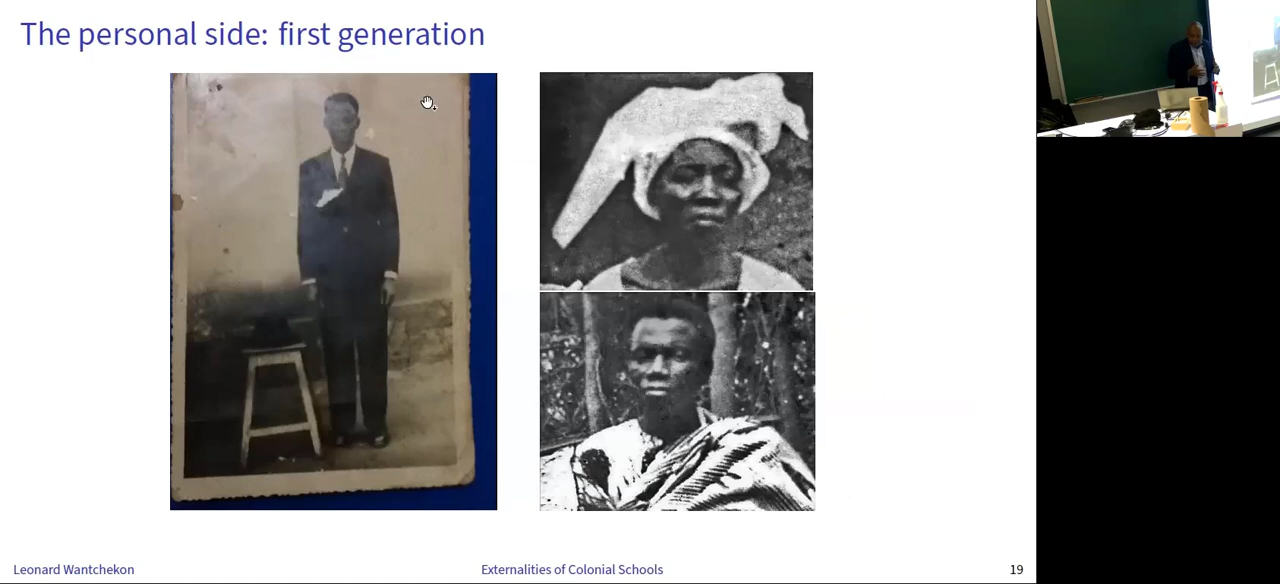 The personal side: first generation
Leonard Wantchekon
Externalities of Colonial Schools
19